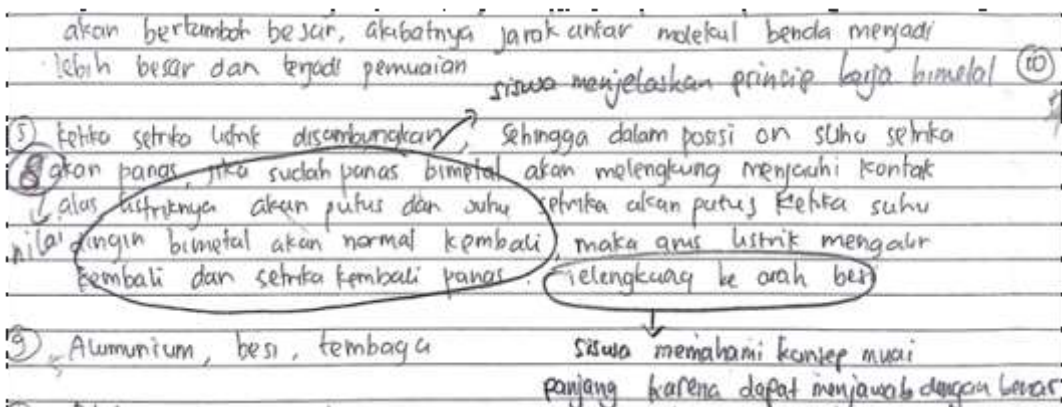 akan bertambah besar, akibatnya jarak antar molekul benda menjadi
lebih besar dan terjadi pemuaian
siswa menjelaskan prinsip kerja bimetal (10)
(5) ketika setrika listrik disambungkan, sehingga dalam posisi on suhu setrika
8 akan panas, jika sudah panas bimetal akan melengkung menjauhi kontak
alas listriknya akan putus dan suhu setrika akan putus ketika suhu
nilai dingin bimetal akan normal kembali, maka arus listrik mengalir
kembali dan setrika kembali panas. melengkung ke arah besi
Alumunium, besi, tembaga
siswa memahami konsep muai
panjang karena dapat menjawab dengan benar